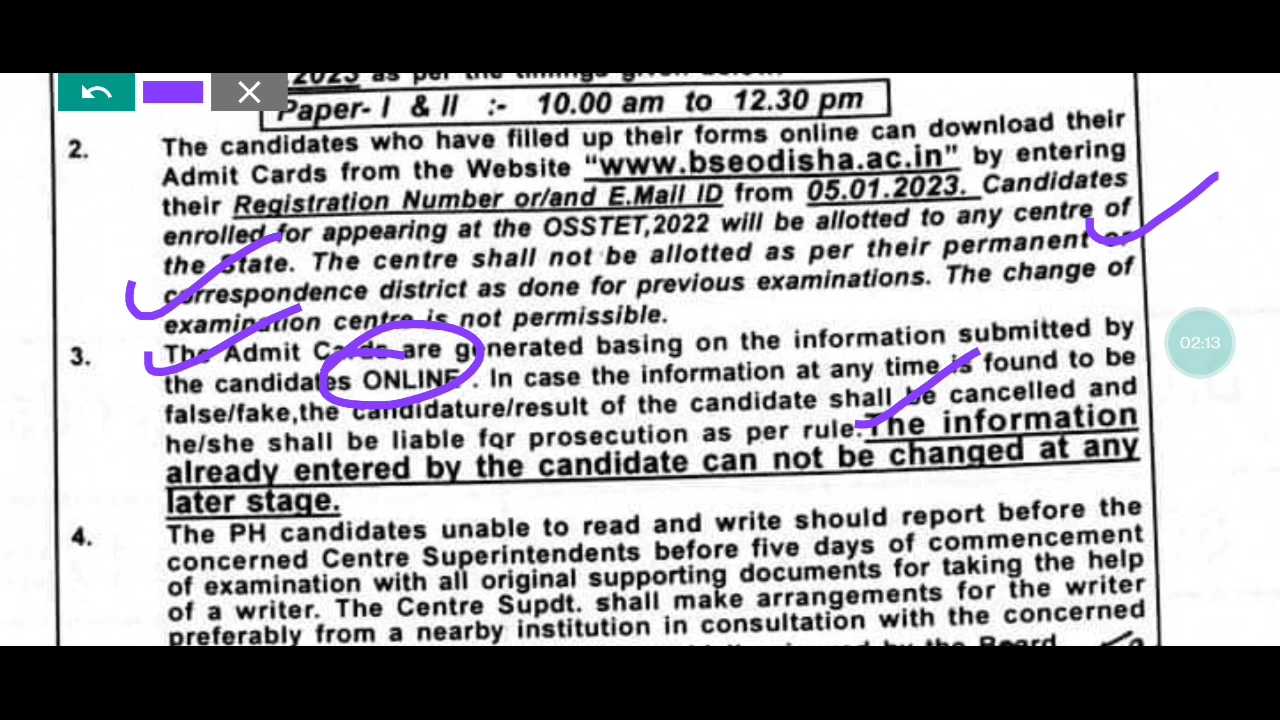 2023 as per the timings given below:
Paper- I & II :- 10.00 am to 12.30 pm
2. The candidates who have filled up their forms online can download their
Admit Cards from the Website "www.bseodisha.ac.in" by entering
their Registration Number or/and E.Mail ID from 05.01.2023. Candidates
enrolled for appearing at the OSSTET,2022 will be allotted to any centre of
the State. The centre shall not be allotted as per their permanent or
correspondence district as done for previous examinations. The change of
examination centre is not permissible.
3. The Admit Cards are generated basing on the information submitted by
the candidates ONLINE . In case the information at any time is found to be
false/fake,the candidature/result of the candidate shall be cancelled and
he/she shall be liable for prosecution as per rule.The information
already entered by the candidate can not be changed at any
later stage.
4. The PH candidates unable to read and write should report before the
concerned Centre Superintendents before five days of commencement
of examination with all original supporting documents for taking the help
of a writer. The Centre Supdt. shall make arrangements for the writer
preferably from a nearby institution in consultation with the concerned
by the Board
02:13